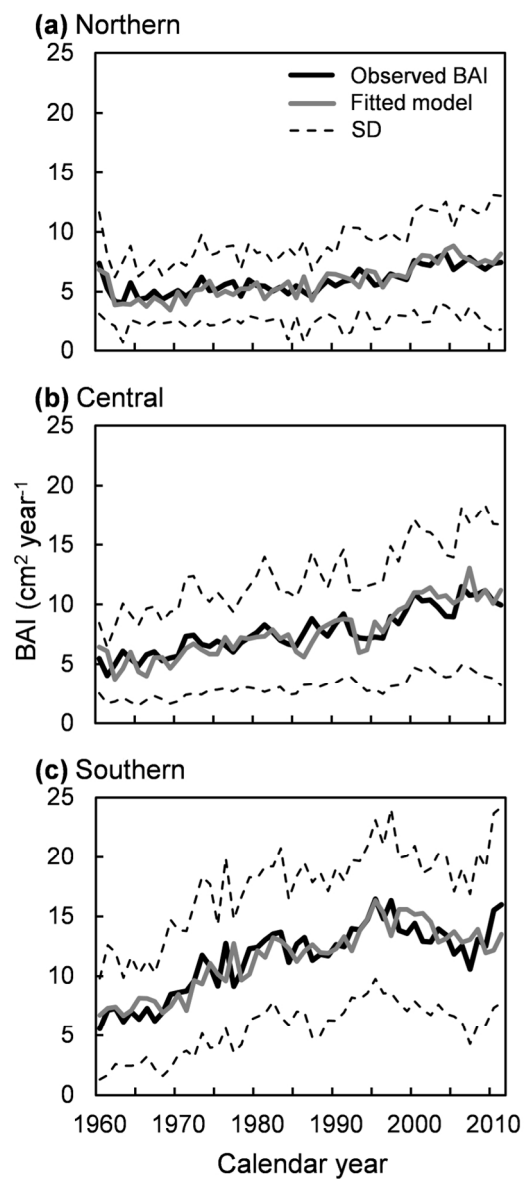 (a) Northern
25
20
15
10
5
0
Observed BAI
Fitted model
SD
(b) Central
25
20
15
10
5
0
BAI (cm² year⁻¹)
(c) Southern
25
20
15
10
5
0
1960 1970 1980 1990 2000 2010
Calendar year